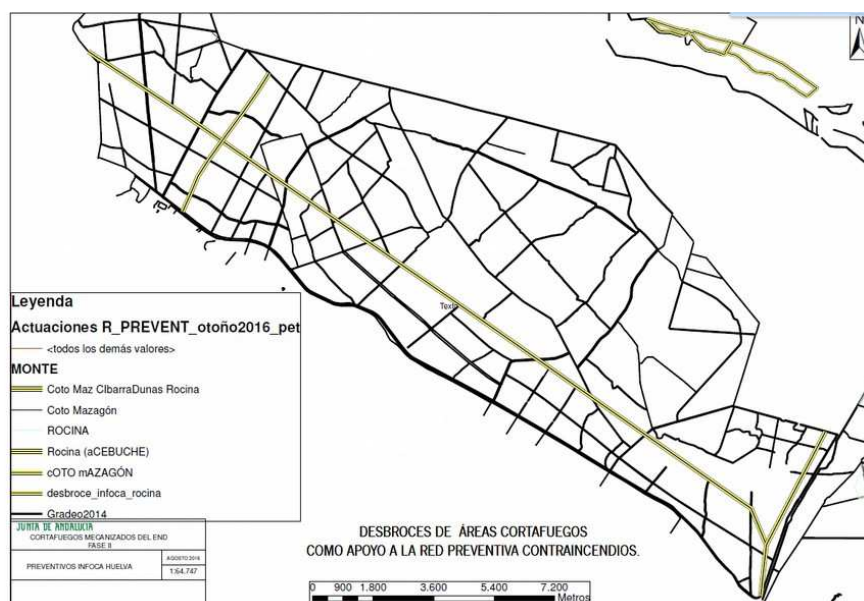 N
Texto
Leyenda
Actuaciones R_PREVENT_otoño2016_pet
<todos los demás valores>
MONTE
Coto Maz CIbarraDunas Rocina
Coto Mazagón
ROCINA
Rocina (aCEBUCHE)
cOTO mAZAGÓN
desbroce_infoca_rocina
Gradeo2014
JUNTA DE ANDALUCIA
CORTAFUEGOS MECANIZADOS DEL END
FASE II
PREVENTIVOS INFOCA HUELVA
AGOSTO 2016
1:64.747
DESBROCES DE ÁREAS CORTAFUEGOS
COMO APOYO A LA RED PREVENTIVA CONTRAINCENDIOS.
0 900 1.800 3.600 5.400 7.200
Metros